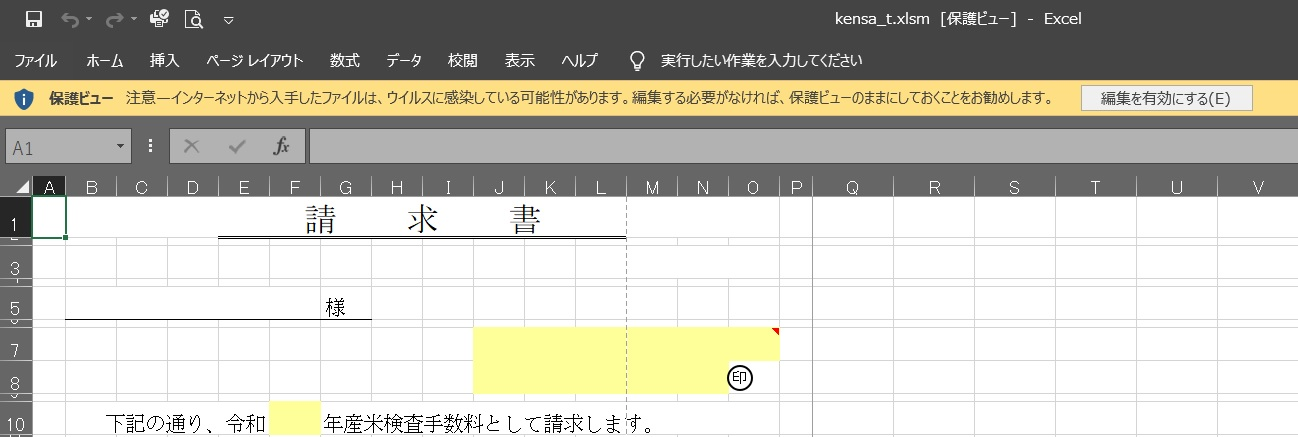 kensa_t.xlsm [保護ビュー] - Excel
ファイル ホーム 挿入 ページ レイアウト 数式 データ 校閲 表示 ヘルプ 実行したい作業を入力してください
保護ビュー 注意—インターネットから入手したファイルは、ウイルスに感染している可能性があります。編集する必要がなければ、保護ビューのままにしておくことをお勧めします。 編集を有効にする(E)
A1 fx
A B C D E F G H I J K L M N O P Q R S T U V
1 請 求 書
3
5 様
7
8 印
10 下記の通り、令和 年産米検査手数料として請求します。